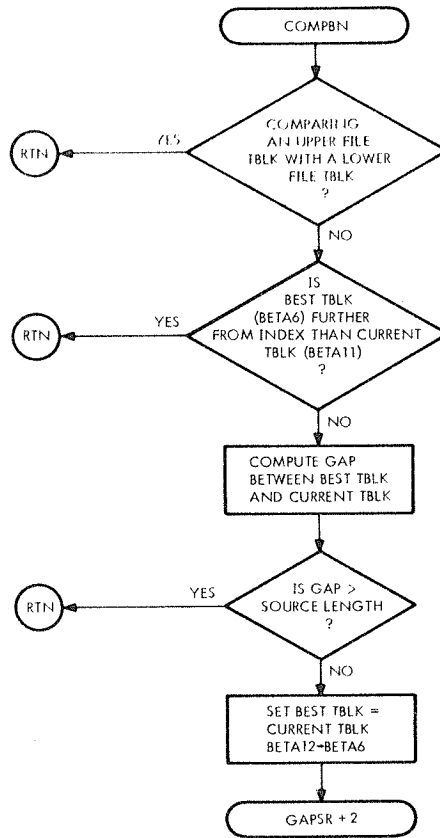 COMPBN
COMPARING
AN UPPER FILE
TBLK WITH A LOWER
FILE TBLK
?
YES
RTN
NO
IS
BEST TBLK
(BETA6) FURTHER
FROM INDEX THAN CURRENT
TBLK (BETA11)
?
YES
RTN
NO
COMPUTE GAP
BETWEEN BEST TBLK
AND CURRENT TBLK
IS GAP >
SOURCE LENGTH
?
YES
RTN
NO
SET BEST TBLK =
CURRENT TBLK
BETA12→BETA6
GAPSR + 2